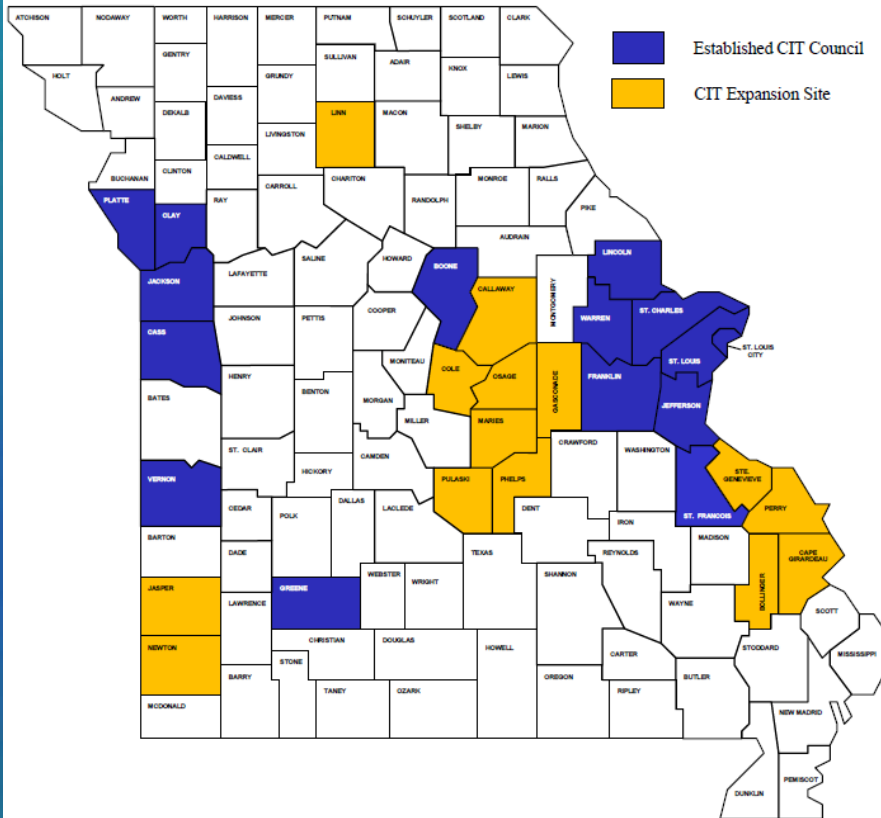 ATCHISON
NODAWAY
WORTH
HARRISON
MERCER
PUTNAM
SCHUYLER
SCOTLAND
CLARK
Established CIT Council
CIT Expansion Site
GENTRY
SULLIVAN
ADAIR
KNOX
LEWIS
HOLT
ANDREW
DEKALB
DAVIESS
GRUNDY
LINN
MACON
SHELBY
MARION
LIVINGSTON
CALDWELL
CLINTON
BUCHANAN
CHARITON
MONROE
RALLS
CARROLL
RANDOLPH
PIKE
PLATTE
CLAY
RAY
AUDRAIN
SALINE
HOWARD
BOONE
LINCOLN
LAFAYETTE
JACKSON
CALLAWAY
MONTGOMERY
COOPER
JOHNSON
PETTIS
WARREN
ST. CHARLES
CASS
ST. LOUIS
CITY
ST. LOUIS
MONITEAU
COLE
OSAGE
GASCONADE
FRANKLIN
HENRY
BENTON
MORGAN
JEFFERSON
BATES
MILLER
MARIES
CRAWFORD
WASHINGTON
ST. CLAIR
CAMDEN
HICKORY
PULASKI
PHELPS
STE.
GENEVIEVE
VERNON
PERRY
CEDAR
POLK
DALLAS
LACLEDE
DENT
ST. FRANCOIS
IRON
BARTON
MADISON
DADE
TEXAS
REYNOLDS
CAPE
GIRARDEAU
JASPER
GREENE
WEBSTER
WRIGHT
SHANNON
BOLLINGER
LAWRENCE
WAYNE
SCOTT
NEWTON
CHRISTIAN
DOUGLAS
HOWELL
STODDARD
MISSISSIPPI
CARTER
STONE
BARRY
OREGON
BUTLER
TANEY
OZARK
RIPLEY
MCDONALD
NEW MADRID
PEMISCOT
DUNKLIN